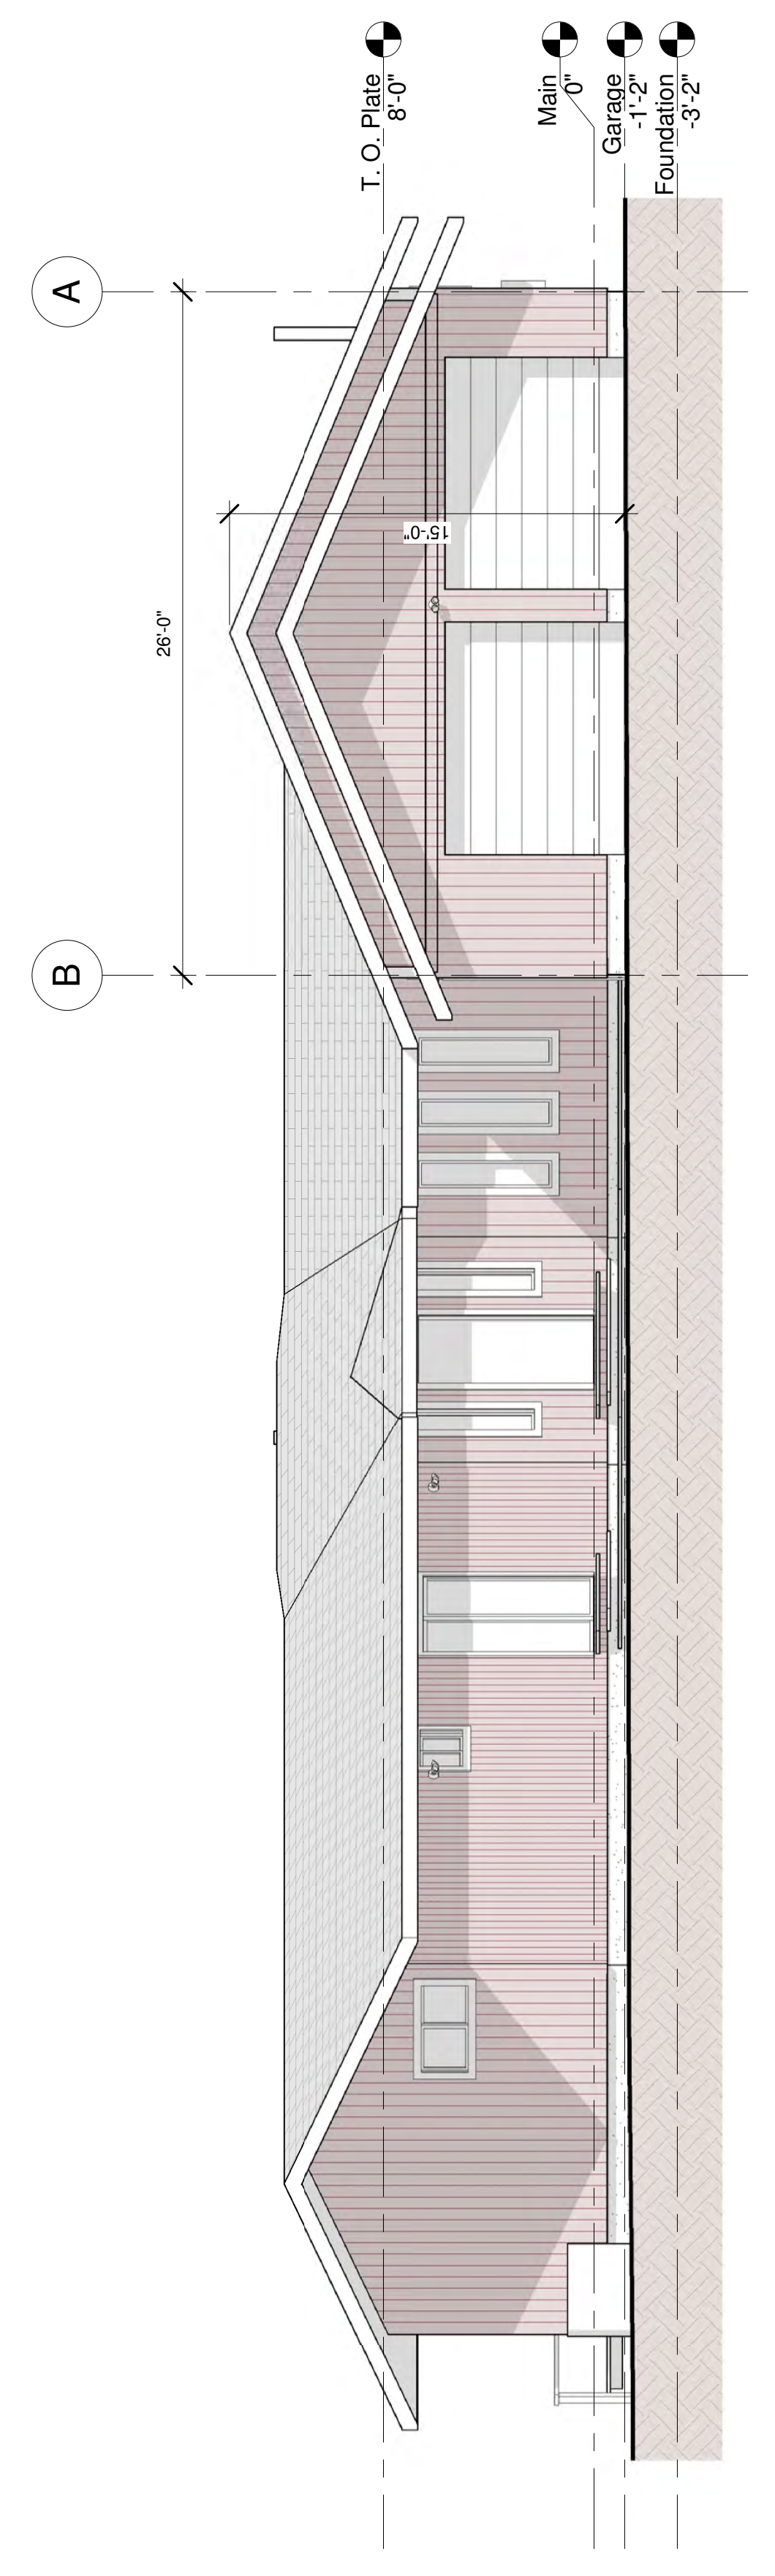 A
B
26'-0"
15'-0"
T. O. Plate
8'-0"
Main
0"
Garage
-1'-2"
Foundation
-3'-2"